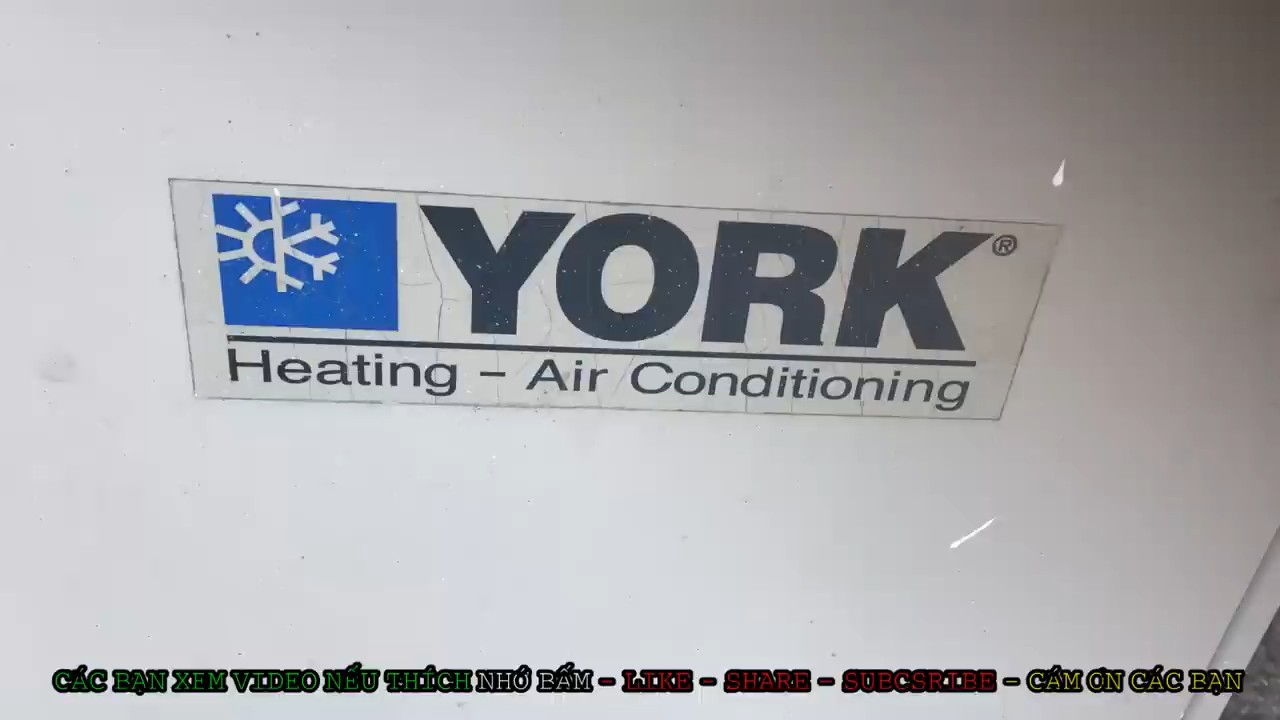 YORK®
Heating - Air Conditioning
CÁC BẠN XEM VIDEO NẾU THÍCH NHỚ BẤM - LIKE - SHARE - SUBCSRIBE - CÁM ƠN CÁC BẠN